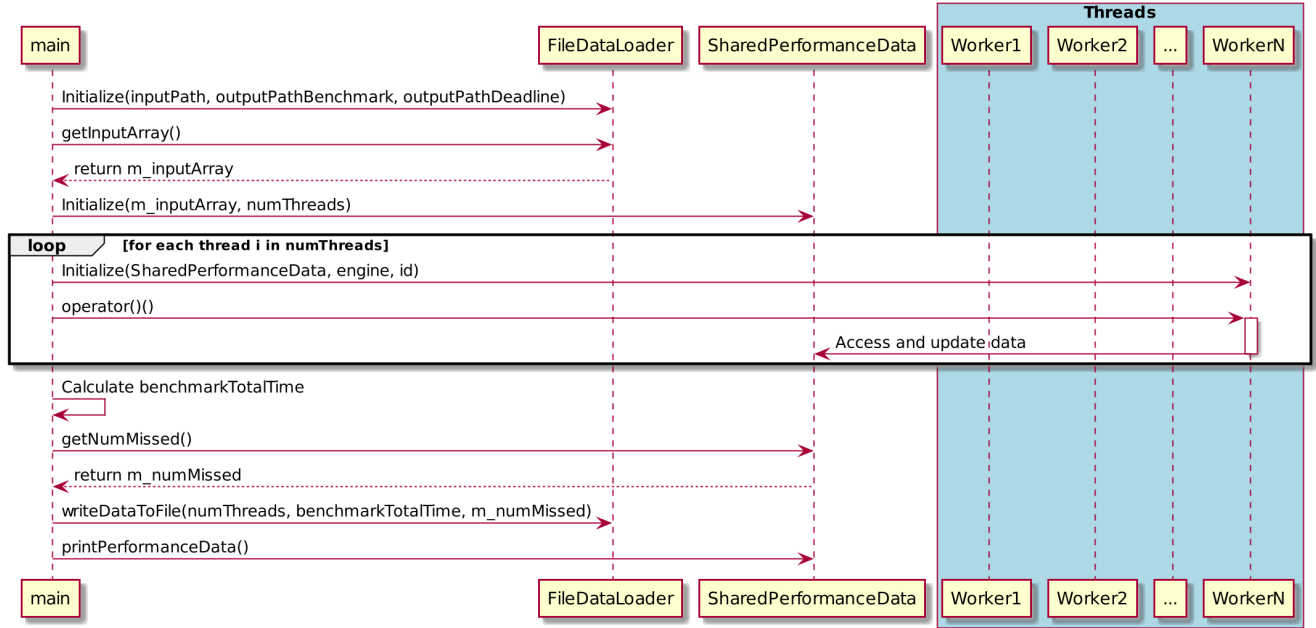 Threads
main FileDataLoader SharedPerformanceData Worker1 Worker2 ... WorkerN
Initialize(inputPath, outputPathBenchmark, outputPathDeadline)
getInputArray()
return m_inputArray
Initialize(m_inputArray, numThreads)
loop [for each thread i in numThreads]
Initialize(SharedPerformanceData, engine, id)
operator()()
Access and update data
Calculate benchmarkTotalTime
getNumMissed()
return m_numMissed
writeDataToFile(numThreads, benchmarkTotalTime, m_numMissed)
printPerformanceData()
main FileDataLoader SharedPerformanceData Worker1 Worker2 ... WorkerN